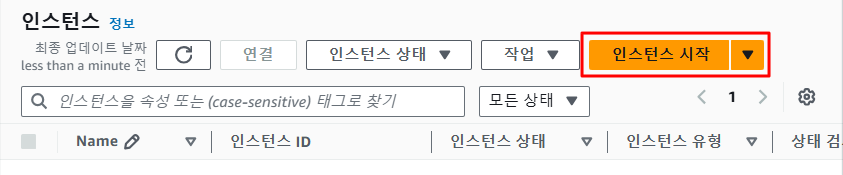 인스턴스 정보
최종 업데이트 날짜
less than a minute 전
연결
인스턴스 상태
작업
인스턴스 시작
인스턴스을 속성 또는 (case-sensitive) 태그로 찾기
모든 상태
1
Name
인스턴스 ID
인스턴스 상태
인스턴스 유형
상태 검